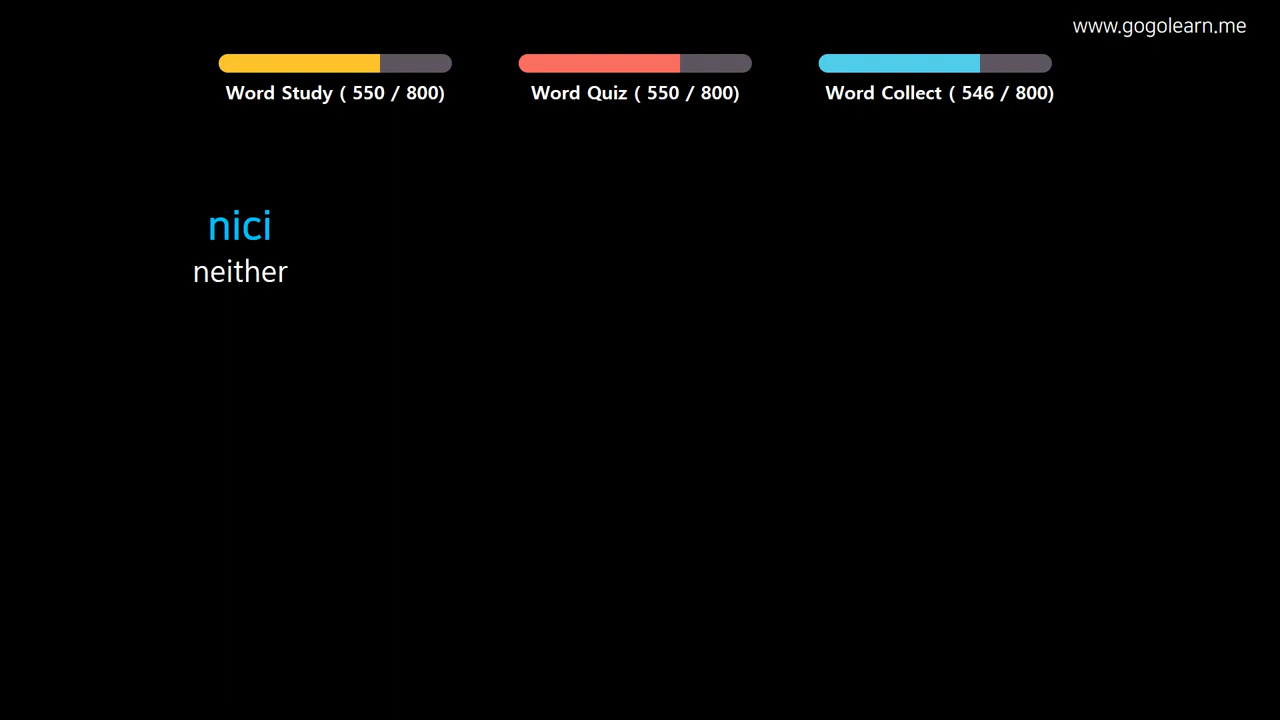 www.gogolearn.me
Word Study ( 550 / 800)
Word Quiz ( 550 / 800)
Word Collect ( 546 / 800)
nici
neither